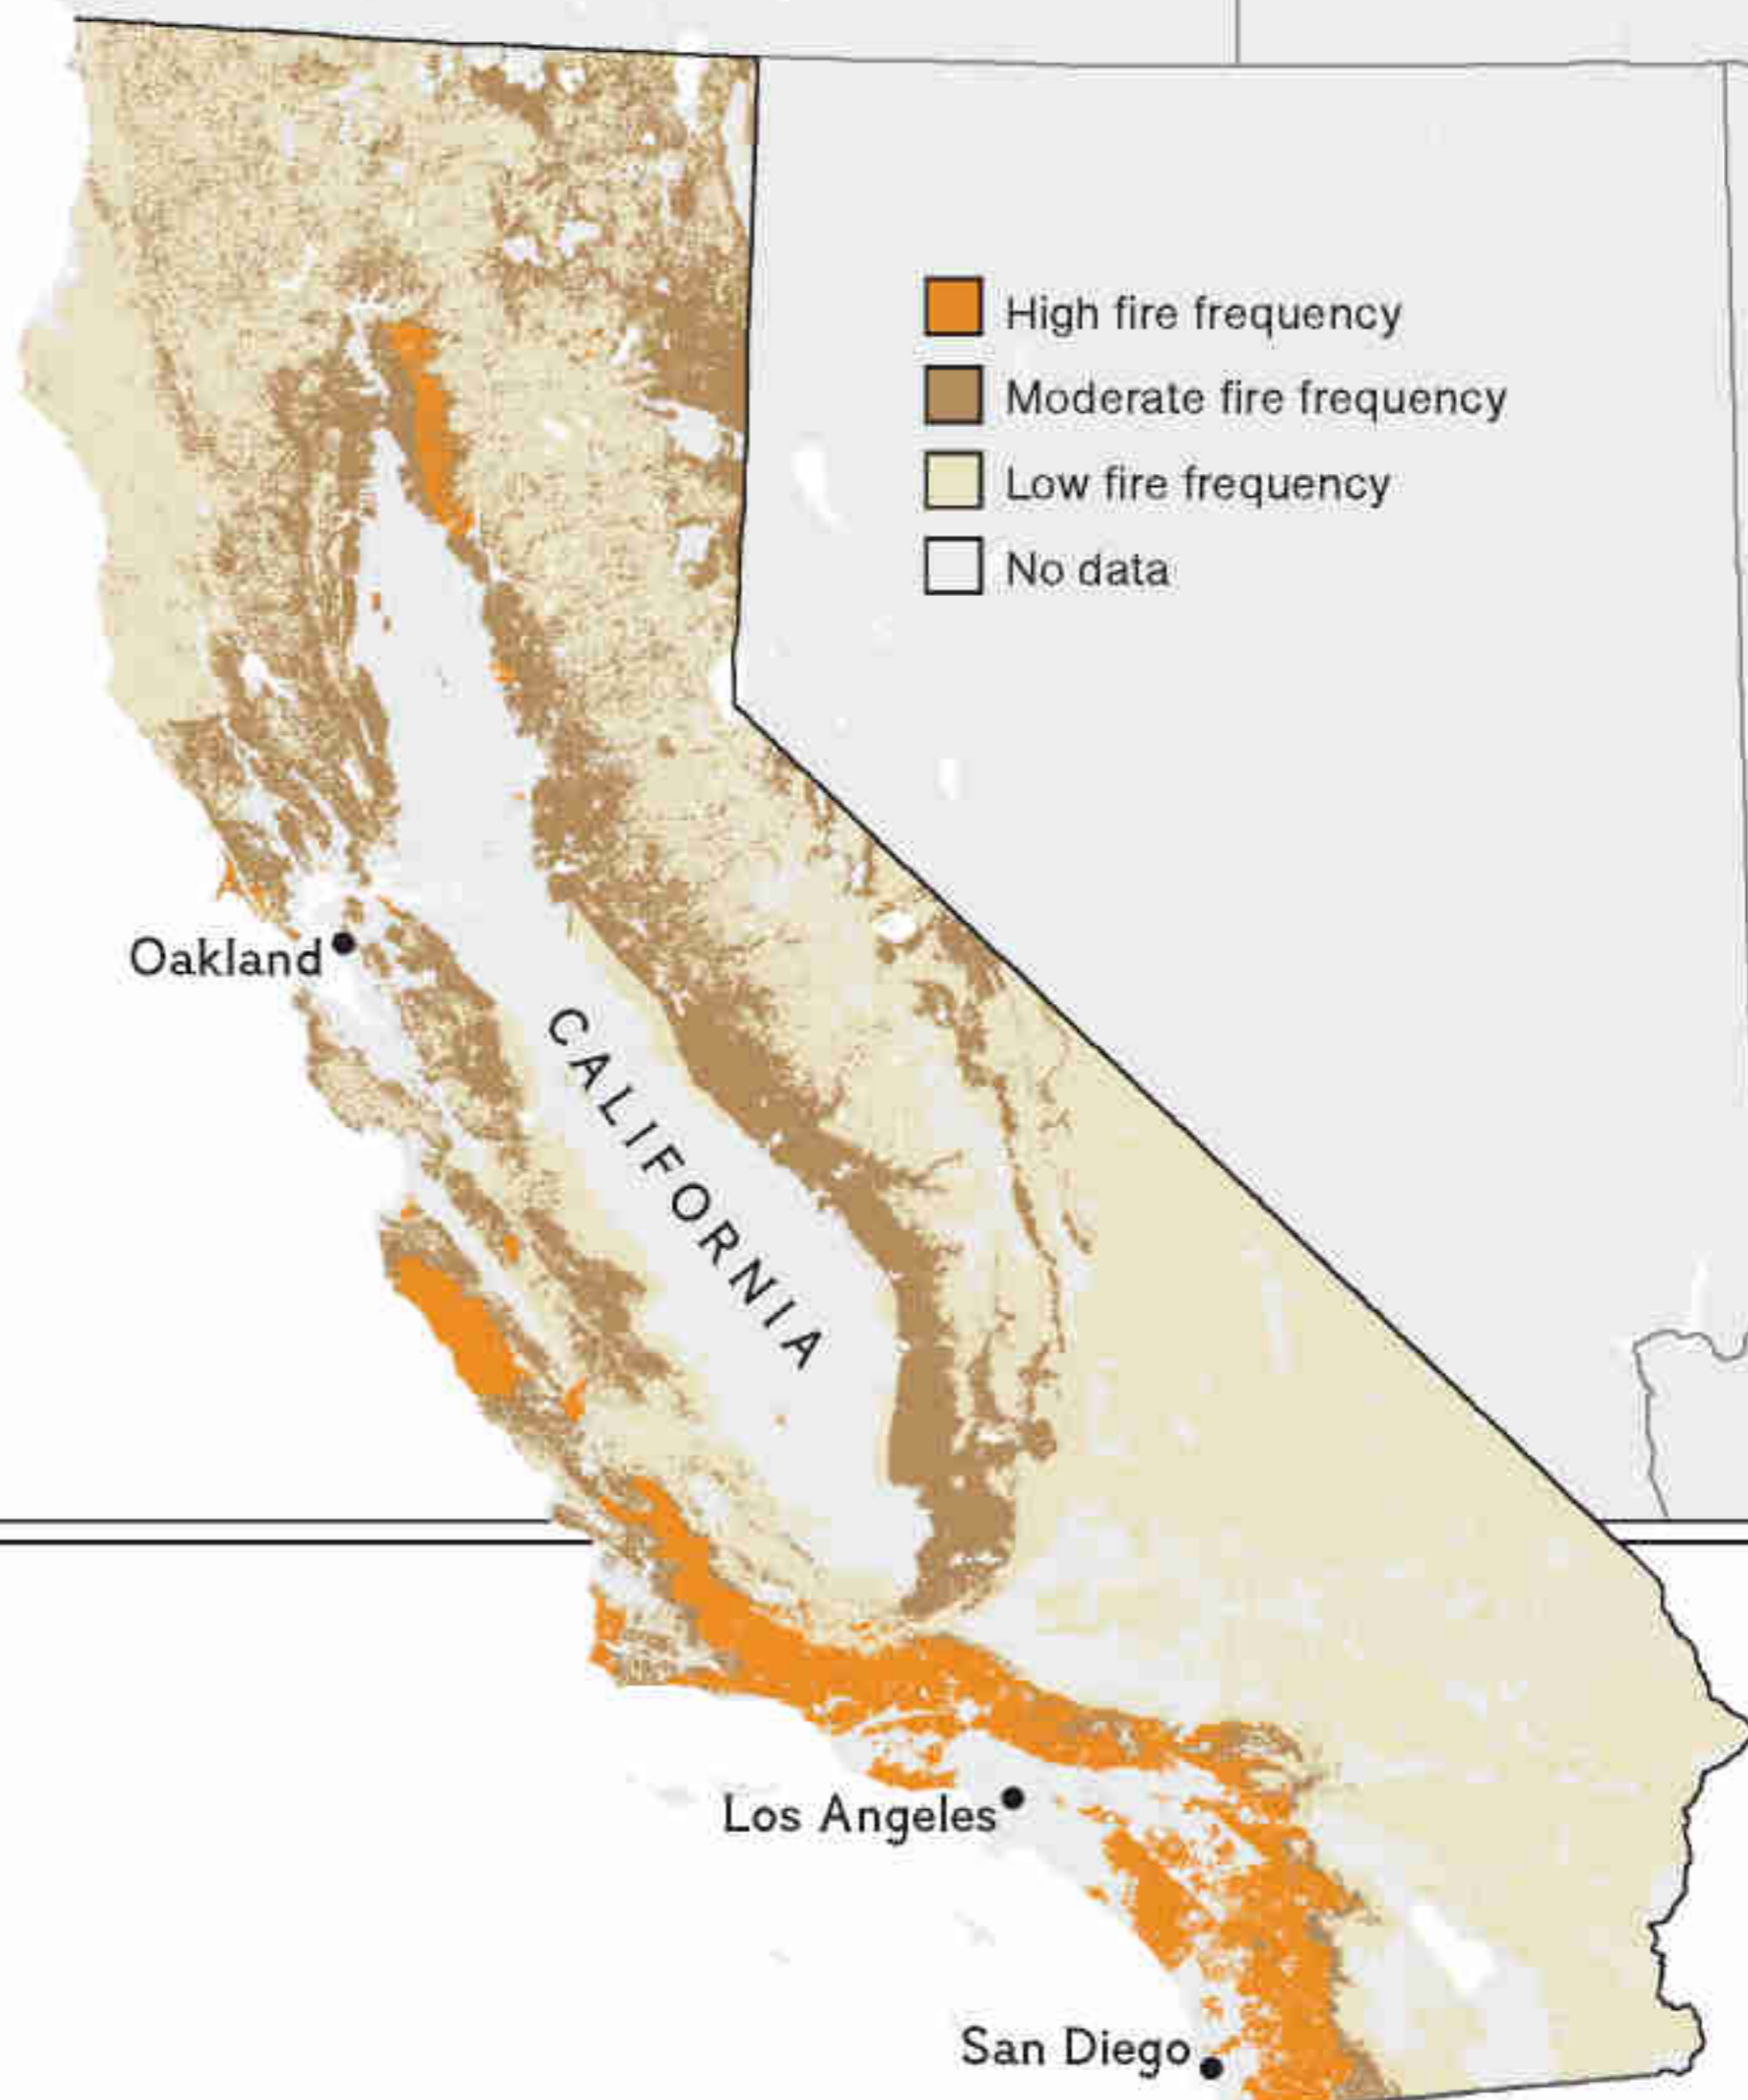 High fire frequency
Moderate fire frequency
Low fire frequency
No data
Oakland
CALIFORNIA
Los Angeles
San Diego